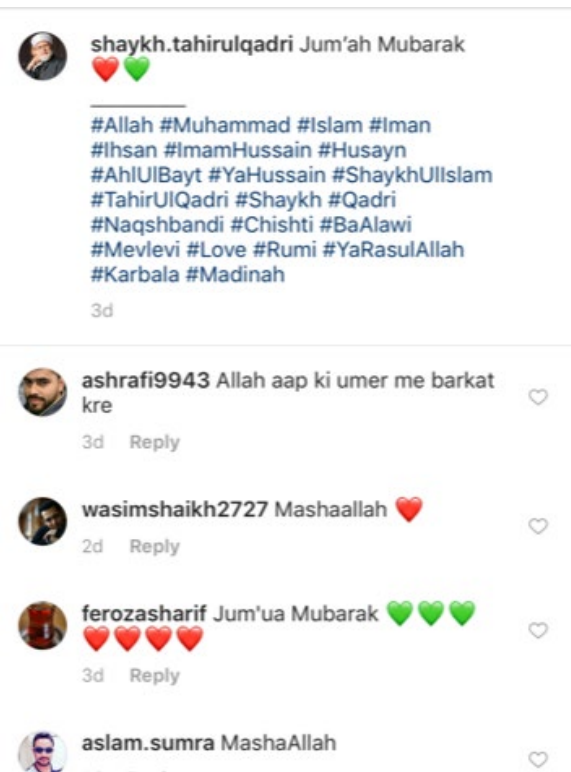 shaykh.tahirulqadri Jum'ah Mubarak
❤️💚
#Allah #Muhammad #Islam #Iman
#Ihsan #ImamHussain #Husayn
#AhlUlBayt #YaHussain #ShaykhUlIslam
#TahirUlQadri #Shaykh #Qadri
#Naqshbandi #Chishti #BaAlawi
#Mevlevi #Love #Rumi #YaRasulAllah
#Karbala #Madinah
3d
ashrafi9943 Allah aap ki umer me barkat
kre
3d Reply
wasimshaikh2727 Mashaallah ❤️
2d Reply
ferozasharif Jum'ua Mubarak 💚💚💚
❤️❤️❤️❤️
3d Reply
aslam.sumra MashaAllah